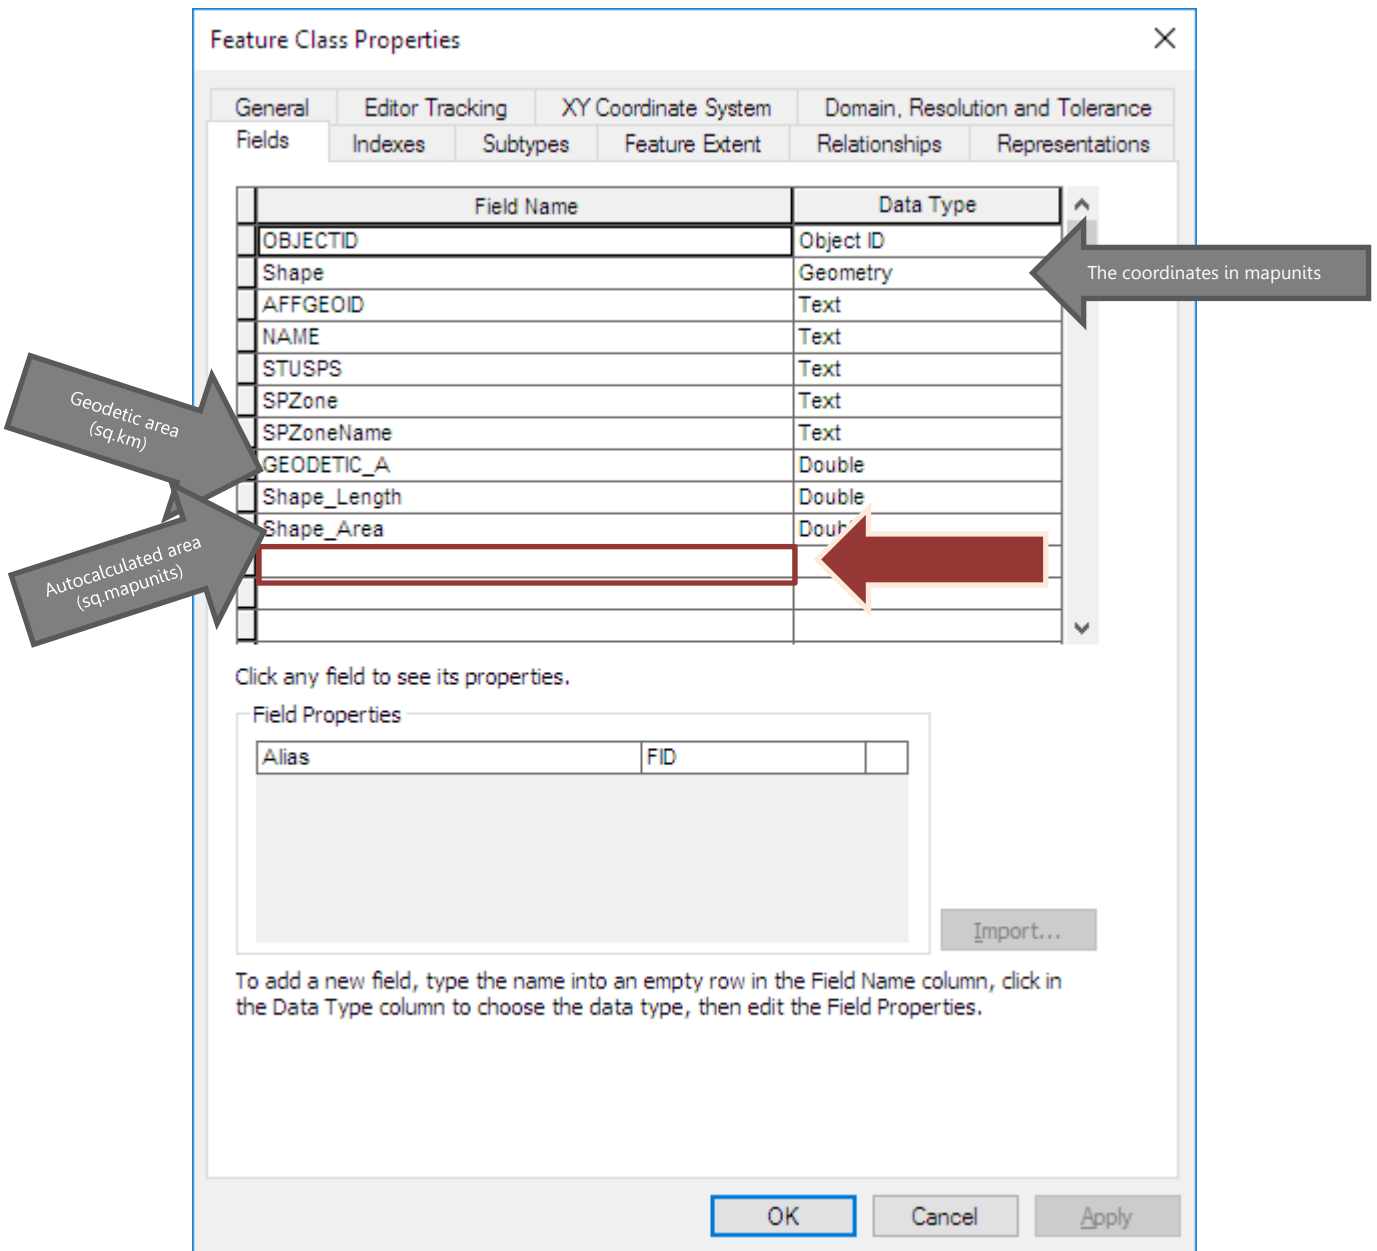 Feature Class Properties
General Editor Tracking XY Coordinate System Domain, Resolution and Tolerance
Fields Indexes Subtypes Feature Extent Relationships Representations
Field Name Data Type
OBJECTID Object ID
Shape Geometry
The coordinates in mapunits
AFFGEOID Text
NAME Text
STUSPS Text
SPZone Text
SPZoneName Text
Geodetic area
(sq.km)
GEODETIC_A Double
Shape_Length Double
Shape_Area
Autocalculated area
(sq.mapunits)
Click any field to see its properties.
Field Properties
Alias FID
Import...
To add a new field, type the name into an empty row in the Field Name column, click in
the Data Type column to choose the data type, then edit the Field Properties.
OK Cancel Apply